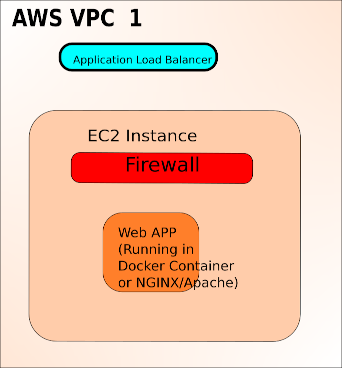 AWS VPC 1
Application Load Balancer
EC2 Instance
Firewall
Web APP
(Running in
Docker Container
or NGINX/Apache)